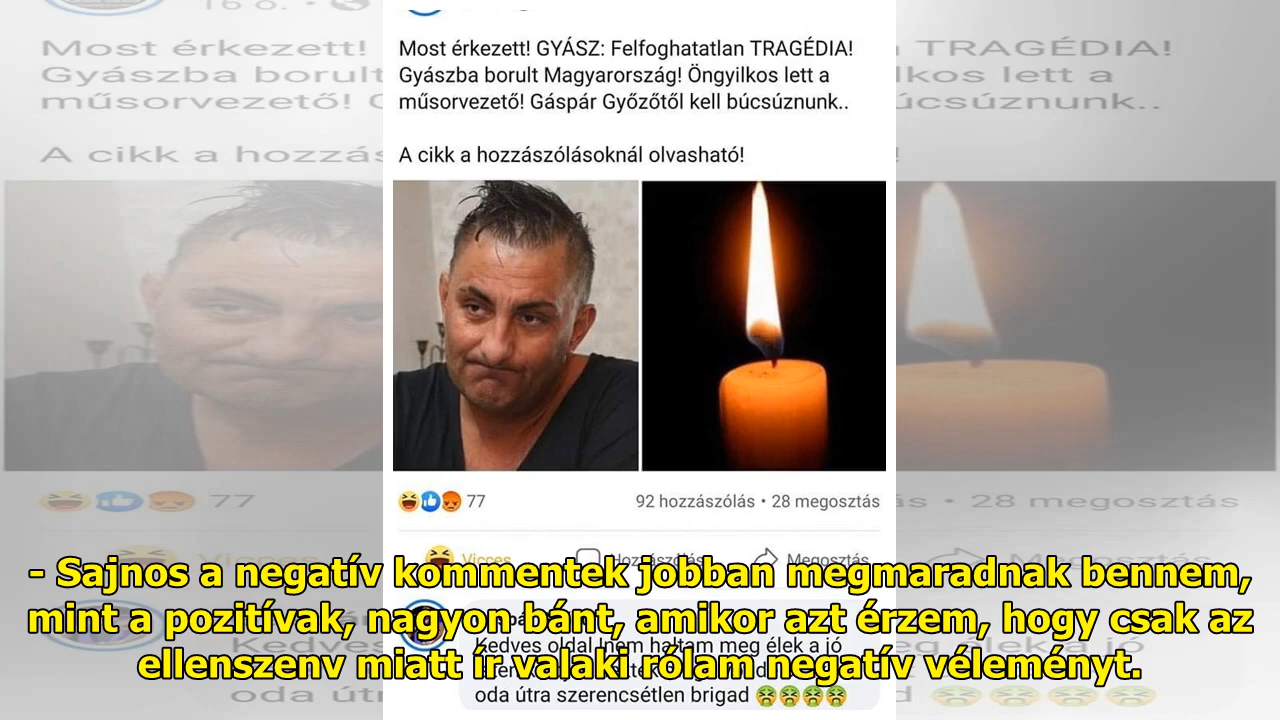 Most érkezett! GYÁSZ: Felfoghatatlan TRAGÉDIA!
Gyászba borult Magyarország! Öngyilkos lett a
műsorvezető! Gáspár Győzőtől kell búcsúznunk..
A cikk a hozzászólásoknál olvasható!
77
92 hozzászólás • 28 megosztás
Vicces Hozzászólás Megosztás
- Sajnos a negatív kommentek jobban megmaradnak bennem,
mint a pozitívak, nagyon bánt, amikor azt érzem, hogy csak az
ellenszenv miatt ír valaki rólam negatív véleményt.
Kedves oldal nem haltam meg élek a jó
oda útra szerencsétlen brigad